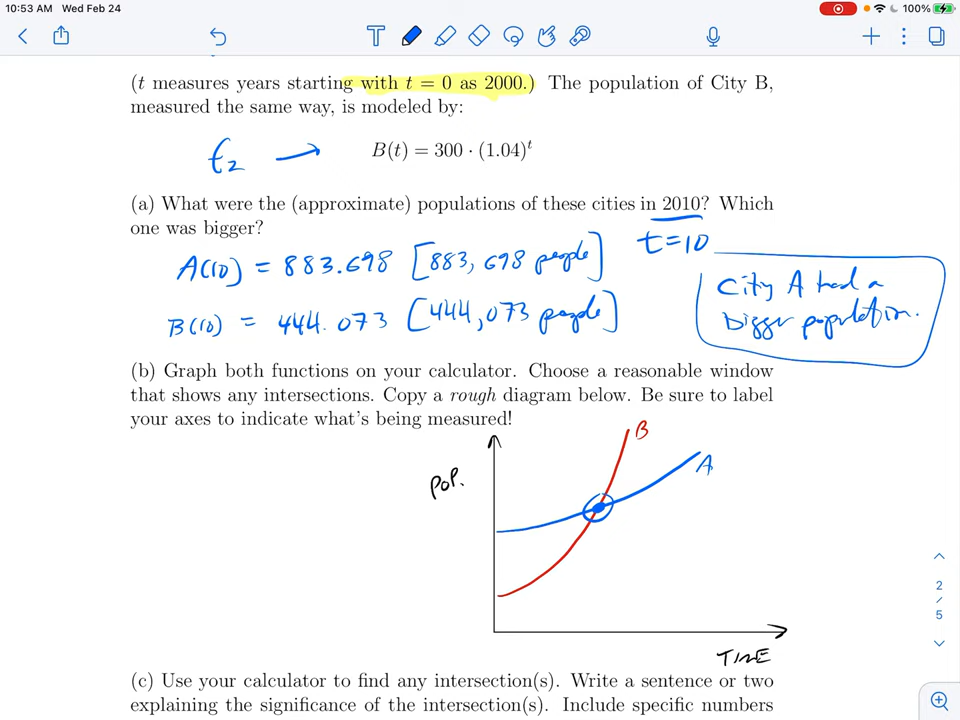 10:53 AM Wed Feb 24
100%
(t measures years starting with t = 0 as 2000.) The population of City B,
measured the same way, is modeled by:
f₂ → B(t) = 300 · (1.04)^t
(a) What were the (approximate) populations of these cities in 2010? Which
one was bigger?
t=10
A(10) = 883.698 [883,698 people]
B(10) = 444.073 [444,073 people]
City A had a
bigger population.
(b) Graph both functions on your calculator. Choose a reasonable window
that shows any intersections. Copy a rough diagram below. Be sure to label
your axes to indicate what's being measured!
B
A
POP.
TIME
2
/
5
(c) Use your calculator to find any intersection(s). Write a sentence or two
explaining the significance of the intersection(s). Include specific numbers